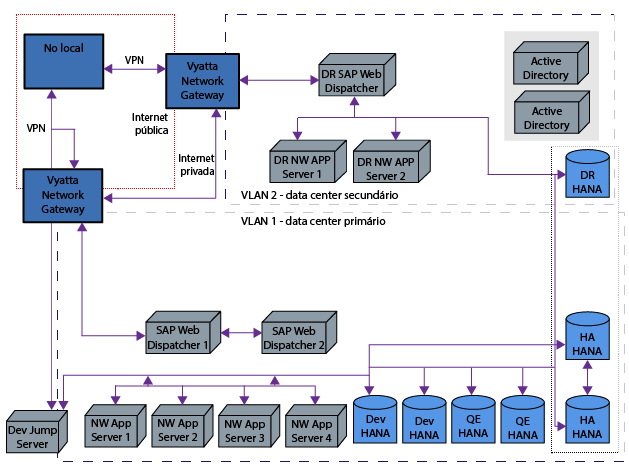 No local
VPN
Vyatta
Network
Gateway
DR SAP Web
Dispatcher
Active
Directory
Active
Directory
VPN
Internet
pública
Internet
privada
DR NW APP
Server 1
DR NW APP
Server 2
DR
HANA
Vyatta
Network
Gateway
VLAN 2 - data center secundário
VLAN 1 - data center primário
SAP Web
Dispatcher 1
SAP Web
Dispatcher 2
HA
HANA
Dev Jump
Server
NW App
Server 1
NW App
Server 2
NW App
Server 3
NW App
Server 4
Dev
HANA
Dev
HANA
QE
HANA
QE
HANA
HA
HANA